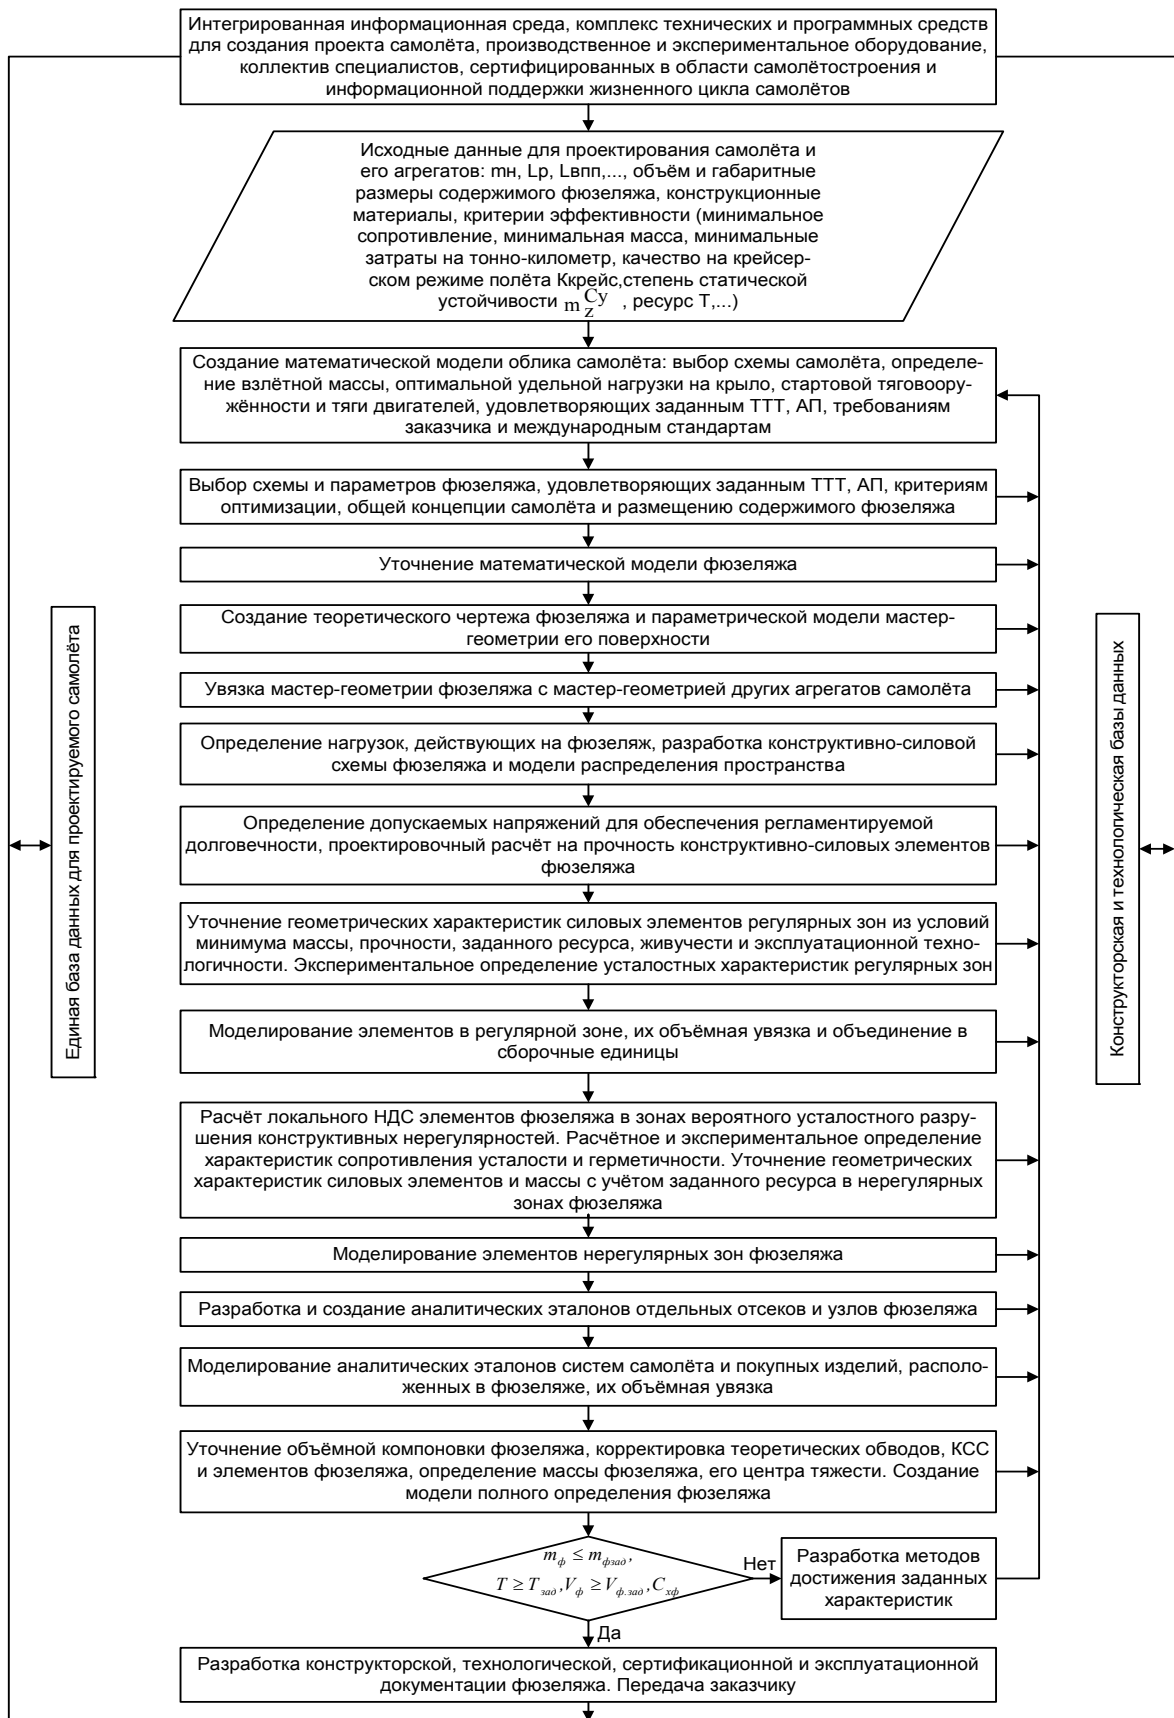 Интегрированная информационная среда, комплекс технических и программных средств
для создания проекта самолёта, производственное и экспериментальное оборудование,
коллектив специалистов, сертифицированных в области самолётостроения и
информационной поддержки жизненного цикла самолётов
Исходные данные для проектирования самолёта и
его агрегатов: mн, Lр, Lвпп,..., объём и габаритные
размеры содержимого фюзеляжа, конструкционные
материалы, критерии эффективности (минимальное
сопротивление, минимальная масса, минимальные
затраты на тонно-километр, качество на крейсер-
ском режиме полёта Ккрейс,степень статической
устойчивости m z Cy , ресурс Т,...)
Создание математической модели облика самолёта: выбор схемы самолёта, определе-
ние взлётной массы, оптимальной удельной нагрузки на крыло, стартовой тяговоору-
жённости и тяги двигателей, удовлетворяющих заданным ТТТ, АП, требованиям
заказчика и международным стандартам
Выбор схемы и параметров фюзеляжа, удовлетворяющих заданным ТТТ, АП, критериям
оптимизации, общей концепции самолёта и размещению содержимого фюзеляжа
Уточнение математической модели фюзеляжа
Создание теоретического чертежа фюзеляжа и параметрической модели мастер-
геометрии его поверхности
Увязка мастер-геометрии фюзеляжа с мастер-геометрией других агрегатов самолёта
Определение нагрузок, действующих на фюзеляж, разработка конструктивно-силовой
схемы фюзеляжа и модели распределения пространства
Определение допускаемых напряжений для обеспечения регламентируемой
долговечности, проектировочный расчёт на прочность конструктивно-силовых элементов
фюзеляжа
Уточнение геометрических характеристик силовых элементов регулярных зон из условий
минимума массы, прочности, заданного ресурса, живучести и эксплуатационной техно-
логичности. Экспериментальное определение усталостных характеристик регулярных зон
Моделирование элементов в регулярной зоне, их объёмная увязка и объединение в
сборочные единицы
Расчёт локального НДС элементов фюзеляжа в зонах вероятного усталостного разру-
шения конструктивных нерегулярностей. Расчётное и экспериментальное определение
характеристик сопротивления усталости и герметичности. Уточнение геометрических
характеристик силовых элементов и массы с учётом заданного ресурса в нерегулярных
зонах фюзеляжа
Моделирование элементов нерегулярных зон фюзеляжа
Разработка и создание аналитических эталонов отдельных отсеков и узлов фюзеляжа
Моделирование аналитических эталонов систем самолёта и покупных изделий, располо-
женных в фюзеляже, их объёмная увязка
Уточнение объёмной компоновки фюзеляжа, корректировка теоретических обводов, КСС
и элементов фюзеляжа, определение массы фюзеляжа, его центра тяжести. Создание
модели полного определения фюзеляжа
m ф ≤ m фзад,
T ≥ T зад ,V ф ≥ V ф.зад ,C xф
Нет
Разработка методов
достижения заданных
характеристик
Да
Разработка конструкторской, технологической, сертификационной и эксплуатационной
документации фюзеляжа. Передача заказчику
Единая база данных для проектируемого самолёта
Конструкторская и технологическая базы данных